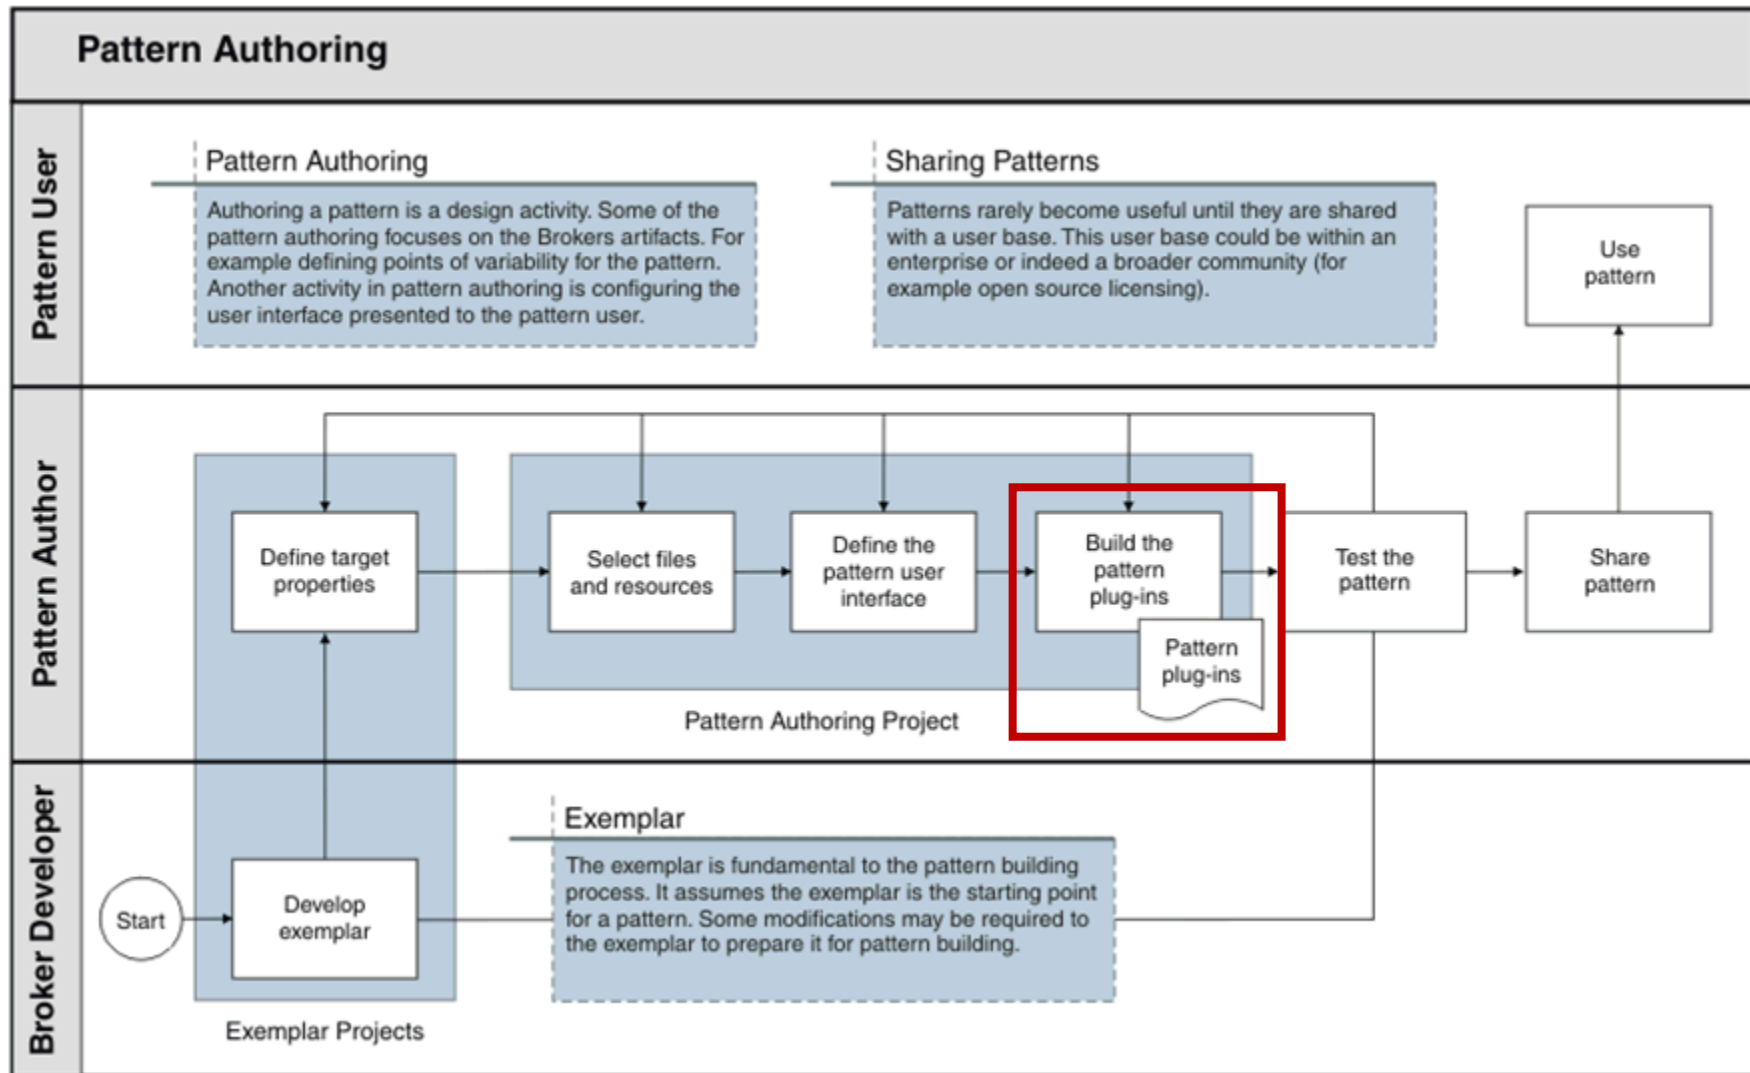 Pattern Authoring
Pattern User
Pattern Authoring
Authoring a pattern is a design activity. Some of the
pattern authoring focuses on the Brokers artifacts. For
example defining points of variability for the pattern.
Another activity in pattern authoring is configuring the
user interface presented to the pattern user.
Sharing Patterns
Patterns rarely become useful until they are shared
with a user base. This user base could be within an
enterprise or indeed a broader community (for
example open source licensing).
Use
pattern
Pattern Author
Define target
properties
Select files
and resources
Define the
pattern user
interface
Build the
pattern
plug-ins
Pattern
plug-ins
Test the
pattern
Share
pattern
Pattern Authoring Project
Broker Developer
Start
Develop
exemplar
Exemplar
The exemplar is fundamental to the pattern building
process. It assumes the exemplar is the starting point
for a pattern. Some modifications may be required to
the exemplar to prepare it for pattern building.
Exemplar Projects